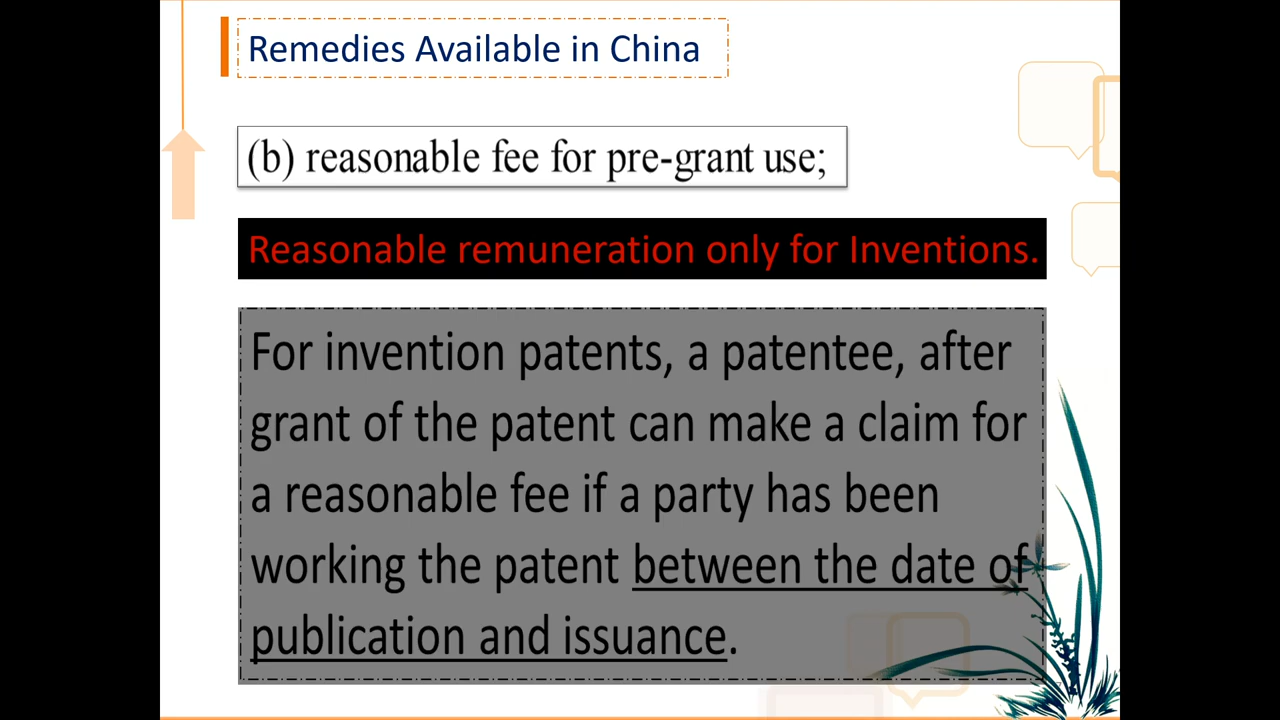 Remedies Available in China
(b) reasonable fee for pre-grant use;
Reasonable remuneration only for Inventions.
For invention patents, a patentee, after
grant of the patent can make a claim for
a reasonable fee if a party has been
working the patent between the date of
publication and issuance.